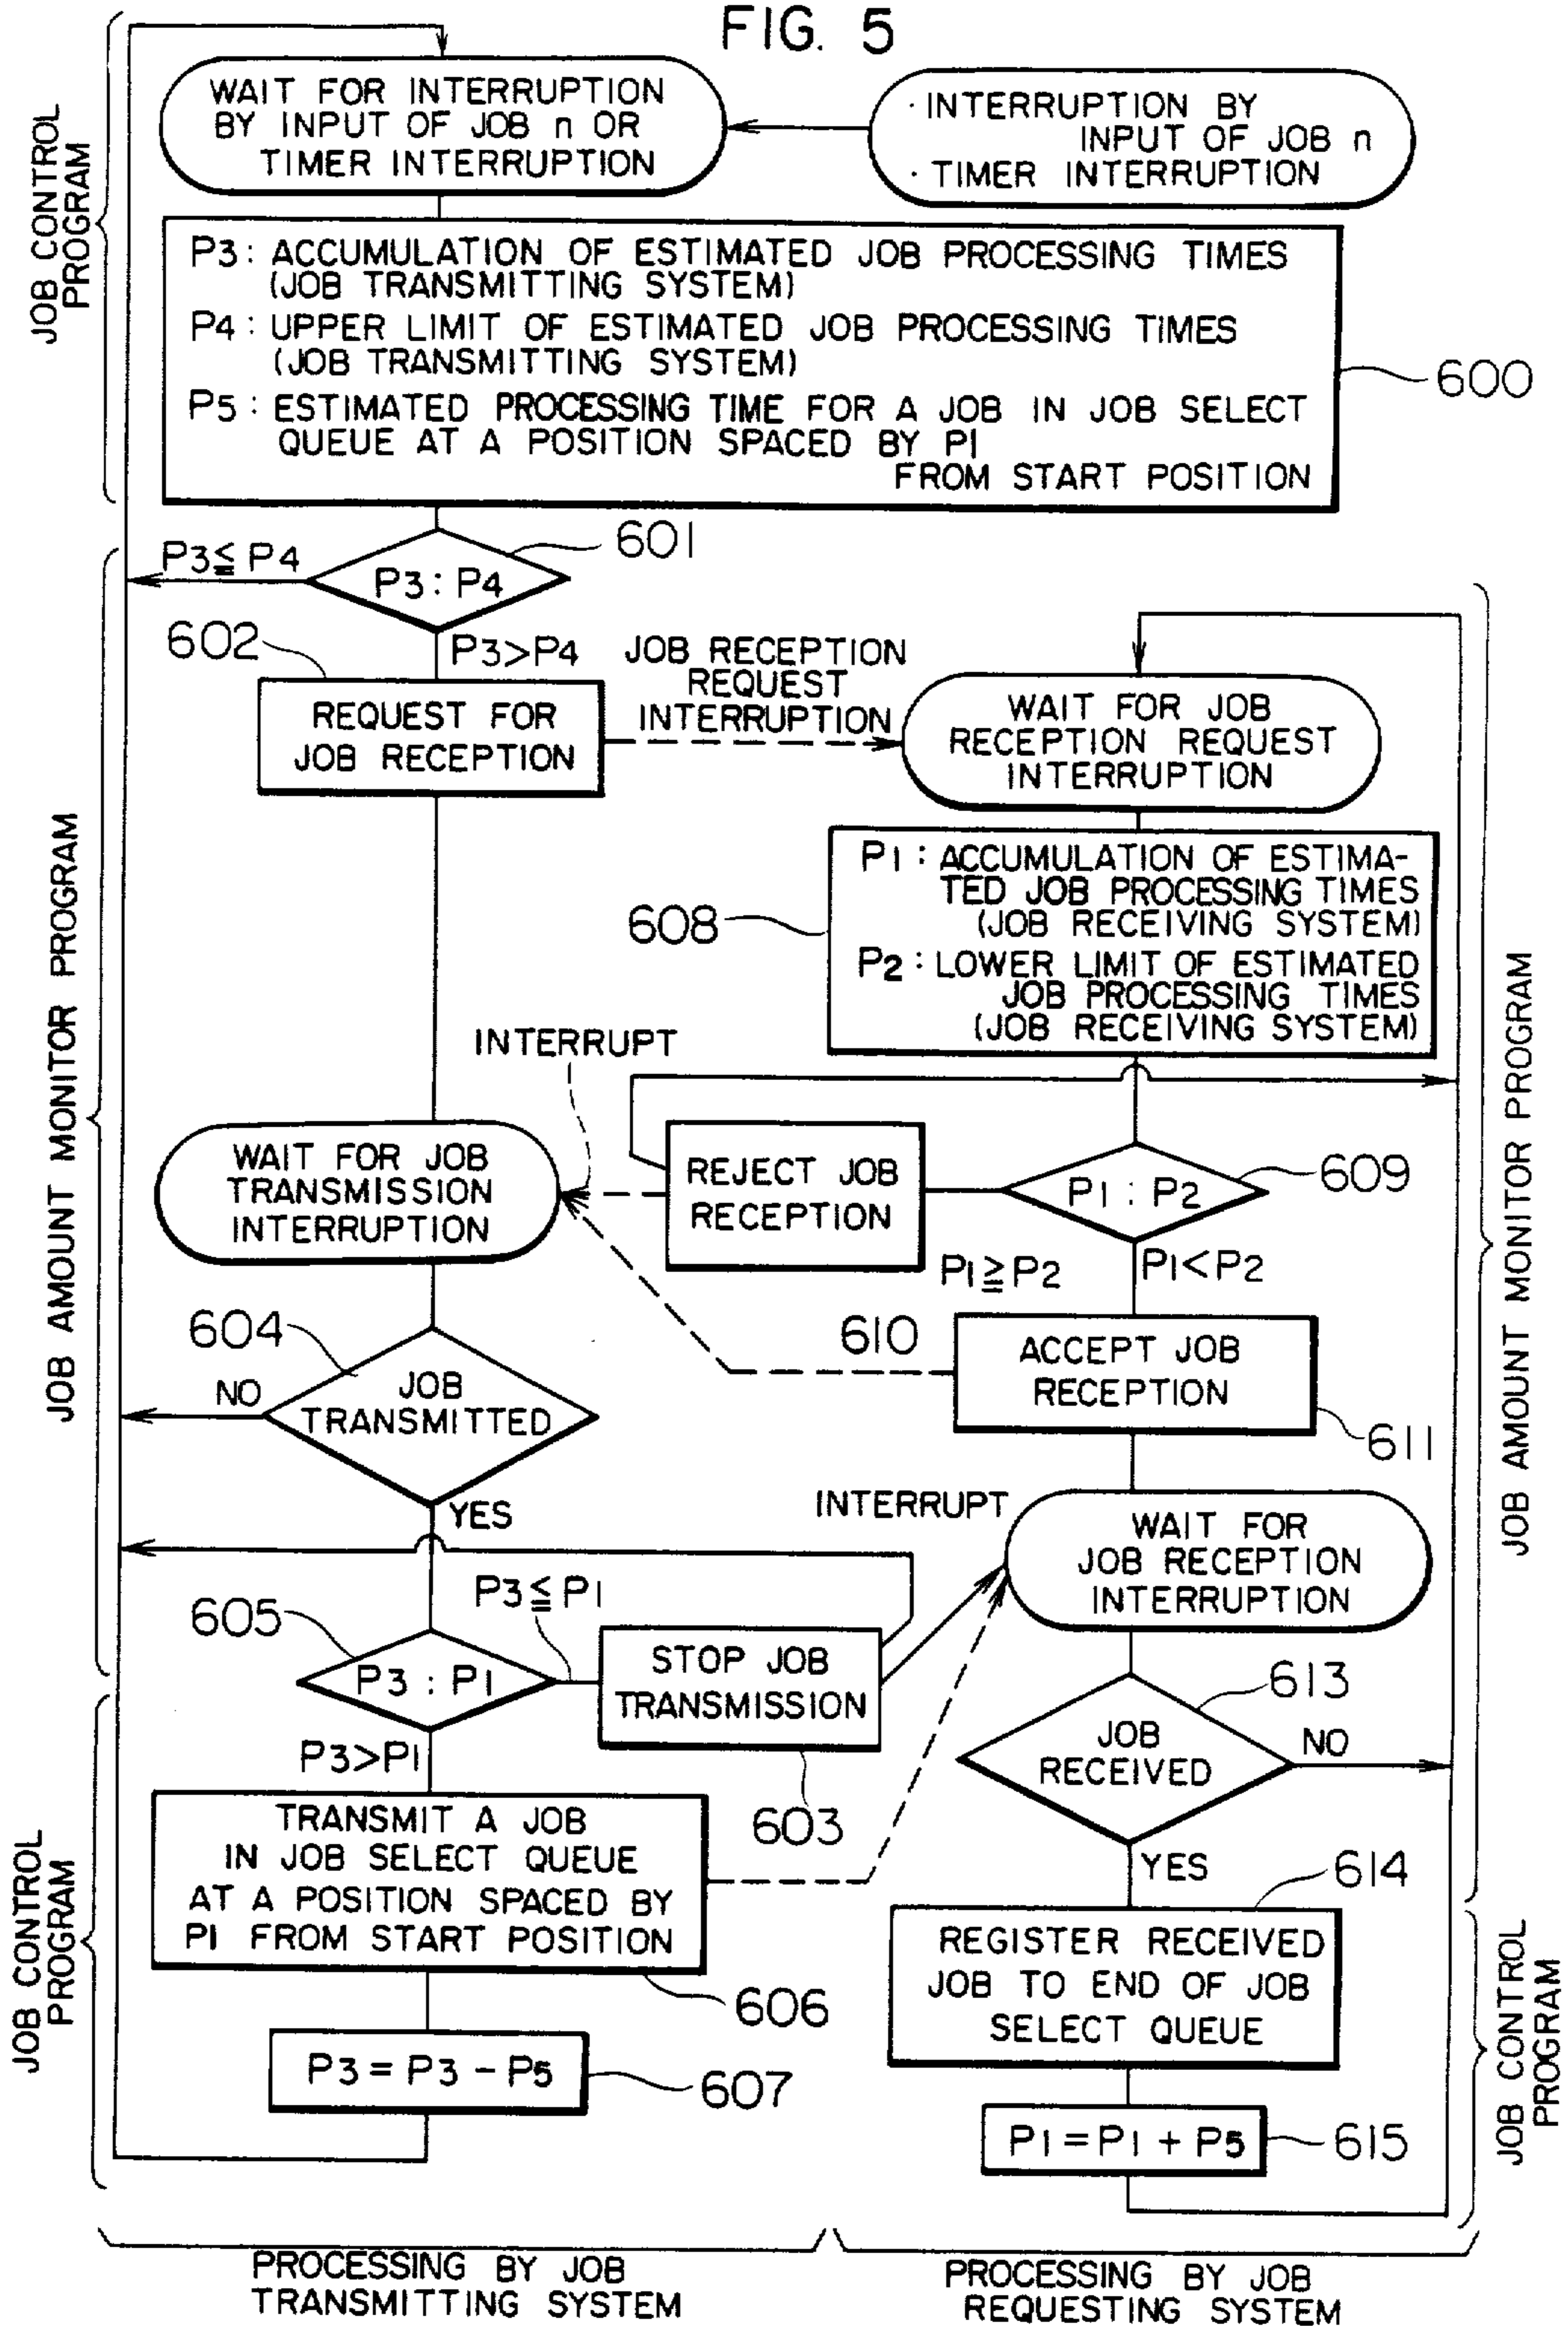 FIG. 5
WAIT FOR INTERRUPTION
BY INPUT OF JOB n OR
TIMER INTERRUPTION
· INTERRUPTION BY
INPUT OF JOB n
· TIMER INTERRUPTION
JOB CONTROL
PROGRAM
P3 : ACCUMULATION OF ESTIMATED JOB PROCESSING TIMES
(JOB TRANSMITTING SYSTEM)
P4 : UPPER LIMIT OF ESTIMATED JOB PROCESSING TIMES
(JOB TRANSMITTING SYSTEM)
P5 : ESTIMATED PROCESSING TIME FOR A JOB IN JOB SELECT
QUEUE AT A POSITION SPACED BY P1
FROM START POSITION
600
601
P3 ≦ P4
P3 : P4
602
P3>P4
JOB RECEPTION
REQUEST
INTERRUPTION
REQUEST FOR
JOB RECEPTION
WAIT FOR JOB
RECEPTION REQUEST
INTERRUPTION
JOB AMOUNT MONITOR PROGRAM
608
P1 : ACCUMULATION OF ESTIMA-
TED JOB PROCESSING TIMES
(JOB RECEIVING SYSTEM)
P2 : LOWER LIMIT OF ESTIMATED
JOB PROCESSING TIMES
(JOB RECEIVING SYSTEM)
JOB AMOUNT MONITOR PROGRAM
INTERRUPT
WAIT FOR JOB
TRANSMISSION
INTERRUPTION
REJECT JOB
RECEPTION
P1 : P2
609
P1 ≧ P2
P1<P2
604
610
ACCEPT JOB
RECEPTION
611
NO
JOB
TRANSMITTED
YES
INTERRUPT
WAIT FOR
JOB RECEPTION
INTERRUPTION
P3 ≦ P1
605
P3 : P1
STOP JOB
TRANSMISSION
603
P3>P1
613
JOB
RECEIVED
NO
YES
TRANSMIT A JOB
IN JOB SELECT QUEUE
AT A POSITION SPACED BY
P1 FROM START POSITION
606
614
REGISTER RECEIVED
JOB TO END OF JOB
SELECT QUEUE
JOB CONTROL
PROGRAM
JOB CONTROL
PROGRAM
P3 = P3 - P5
607
P1 = P1 + P5
615
PROCESSING BY JOB
TRANSMITTING SYSTEM
PROCESSING BY JOB
REQUESTING SYSTEM